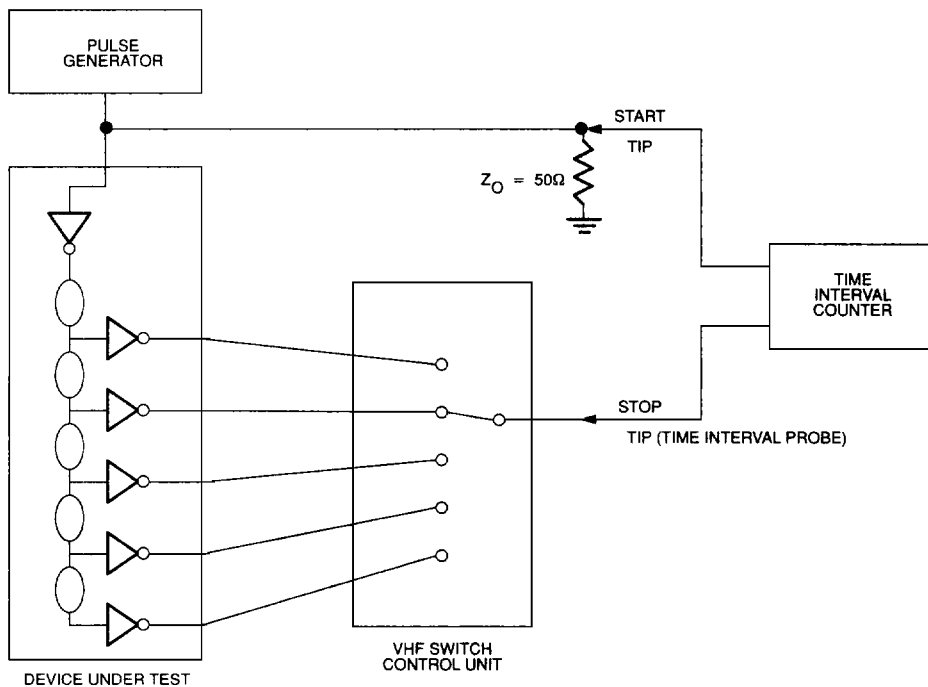 PULSE
GENERATOR
START
TIP
Z_O = 50Ω
TIME
INTERVAL
COUNTER
STOP
TIP (TIME INTERVAL PROBE)
VHF SWITCH
CONTROL UNIT
DEVICE UNDER TEST